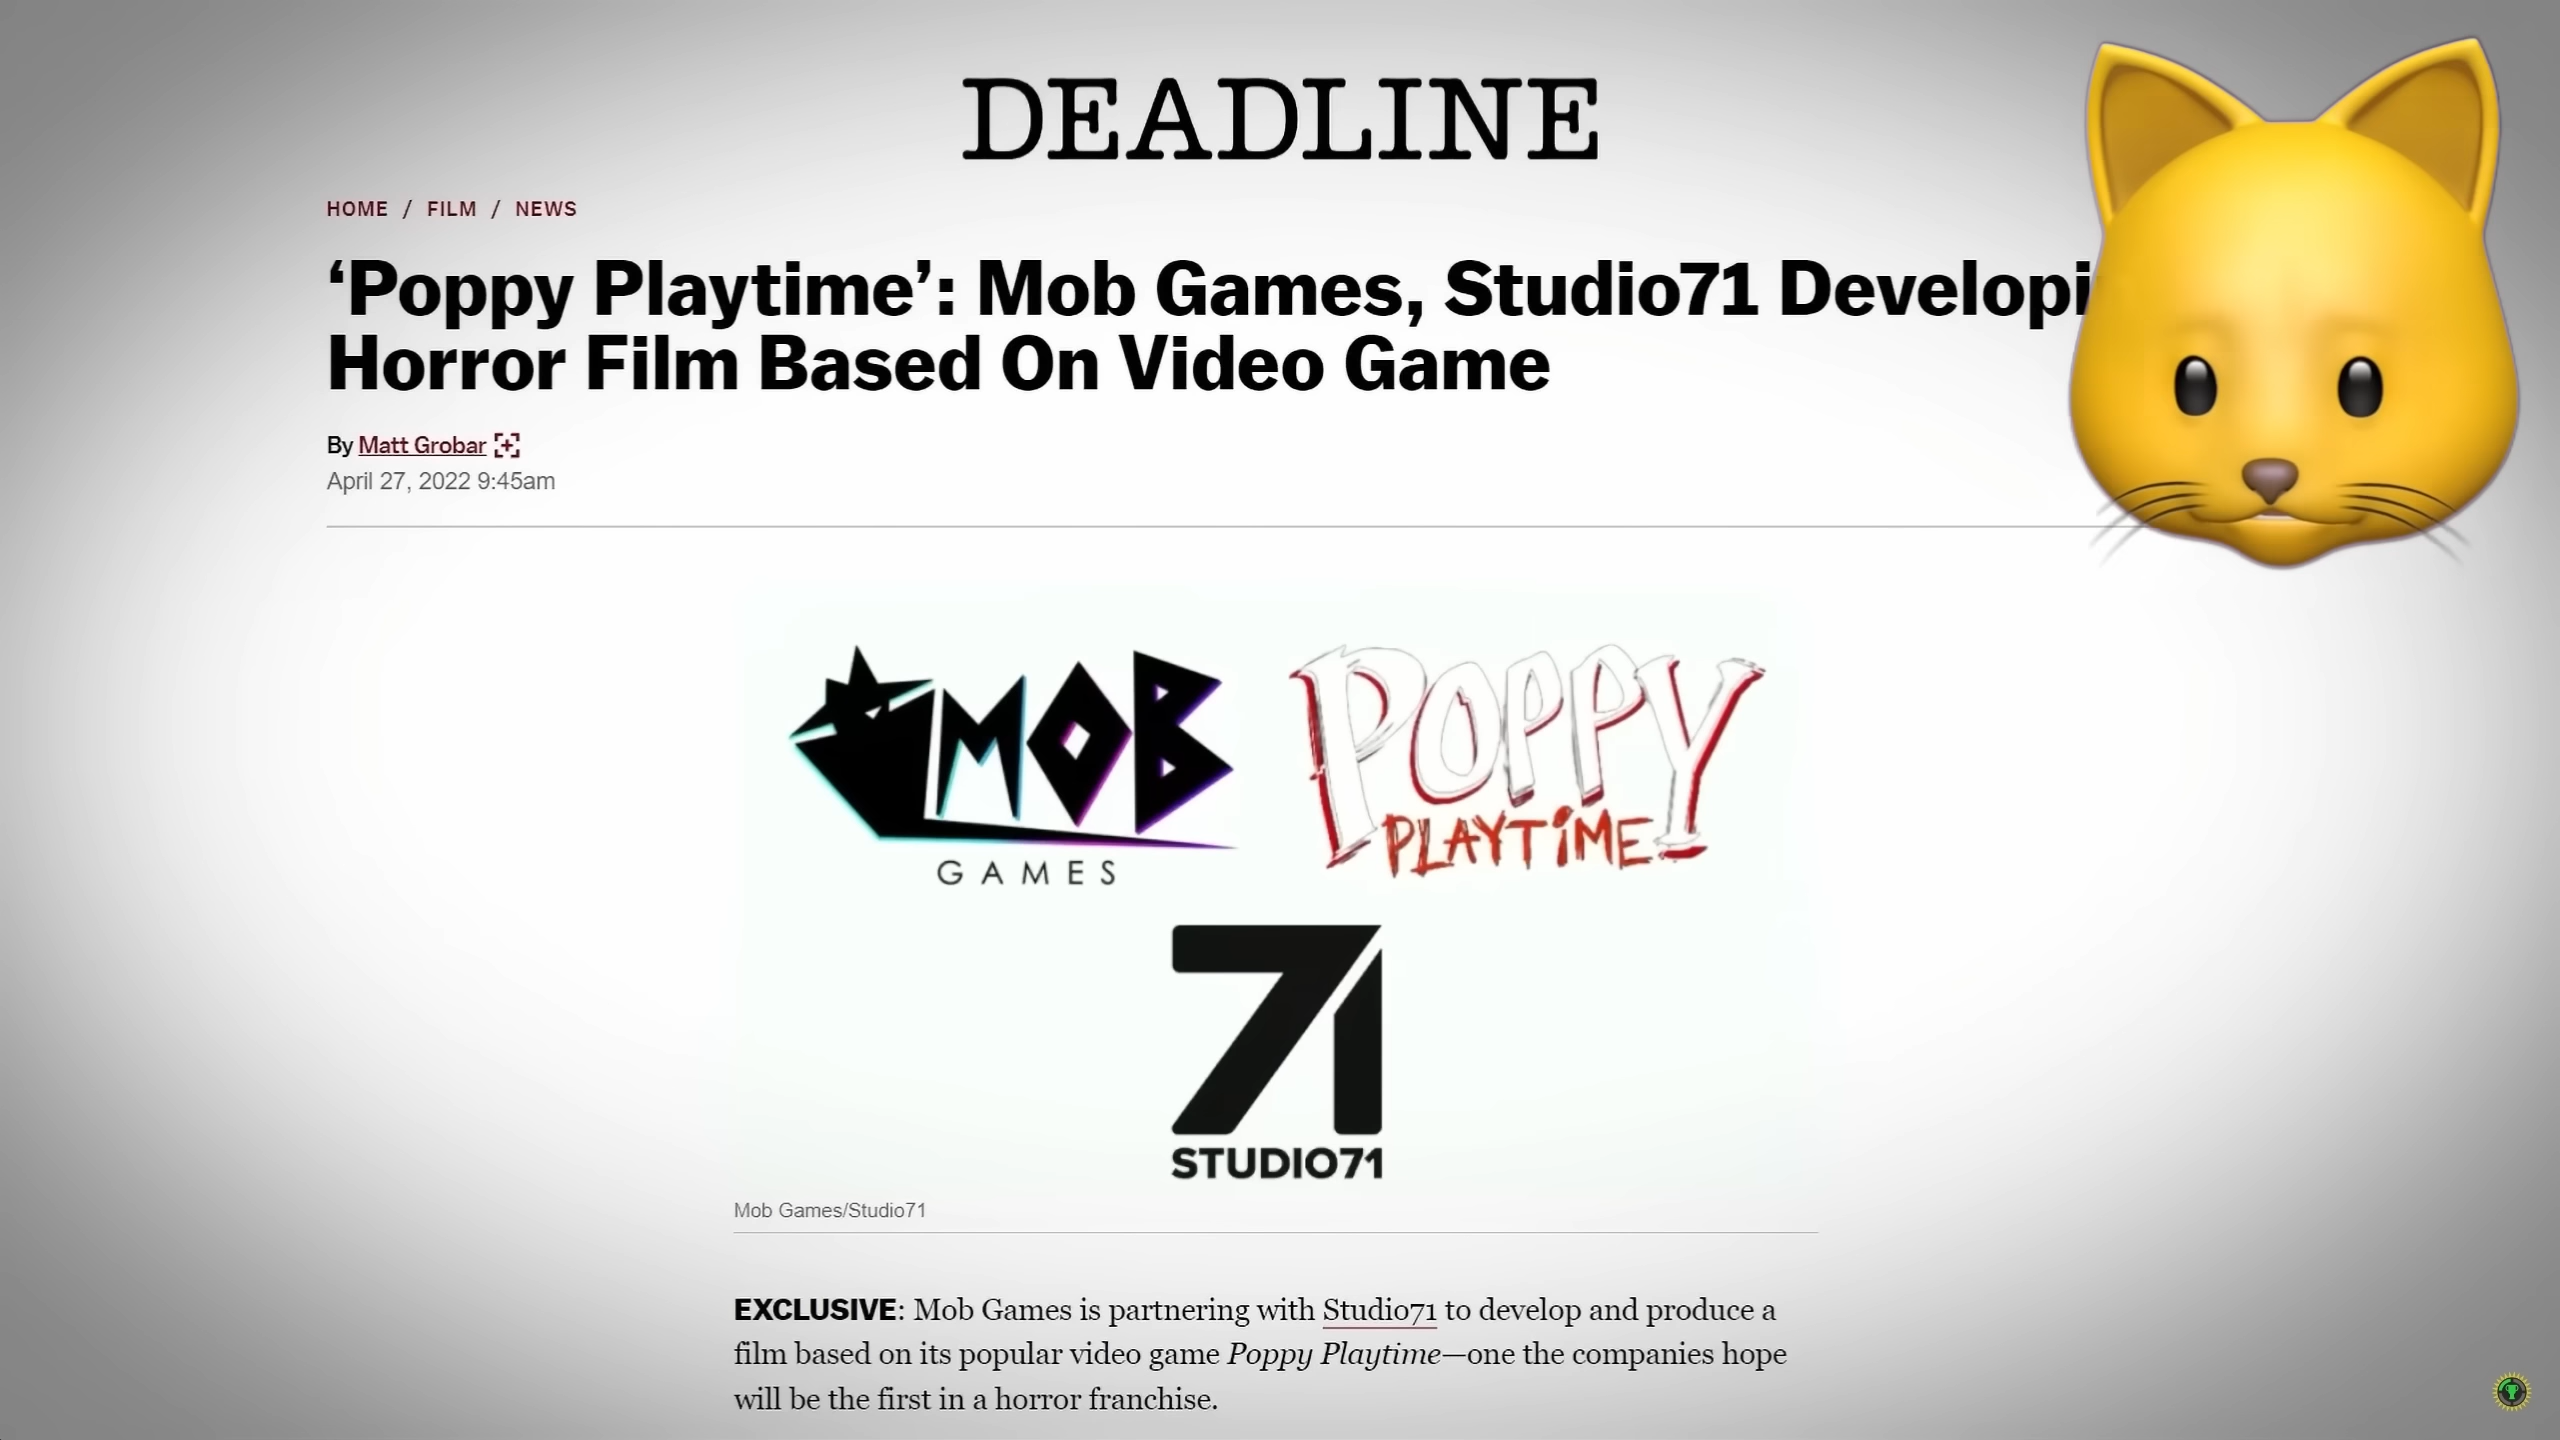 DEADLINE
HOME / FILM / NEWS
‘Poppy Playtime’: Mob Games, Studio71 Developi
Horror Film Based On Video Game
By Matt Grobar
April 27, 2022 9:45am
MOB
GAMES
POPPY
PLAYTIME
71
STUDIO71
Mob Games/Studio71
EXCLUSIVE: Mob Games is partnering with Studio71 to develop and produce a
film based on its popular video game Poppy Playtime—one the companies hope
will be the first in a horror franchise.